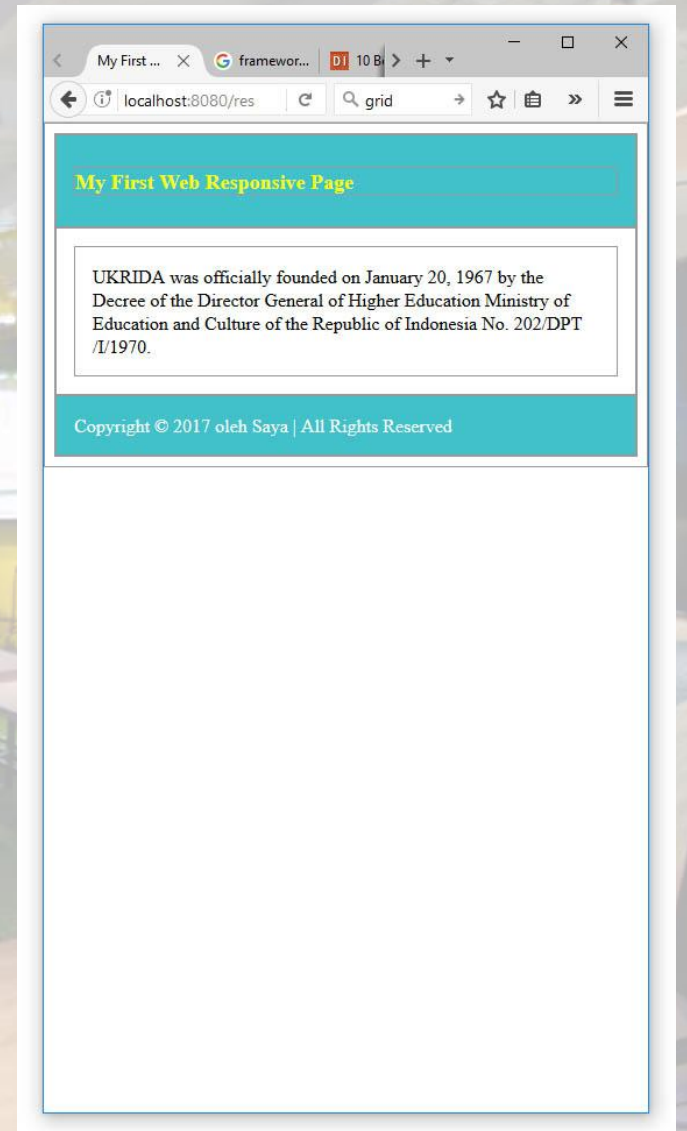 My First ...
framewor...
DI 10 B
localhost:8080/res
grid
My First Web Responsive Page
UKRIDA was officially founded on January 20, 1967 by the
Decree of the Director General of Higher Education Ministry of
Education and Culture of the Republic of Indonesia No. 202/DPT
/I/1970.
Copyright © 2017 oleh Saya | All Rights Reserved